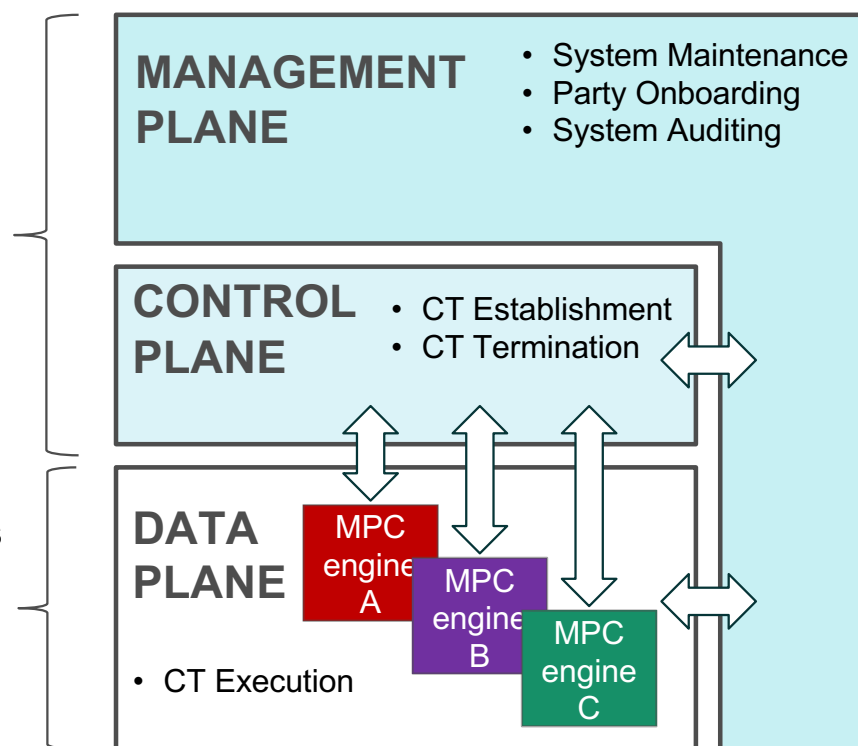 MANAGEMENT
PLANE
• System Maintenance
• Party Onboarding
• System Auditing
CONTROL
PLANE
• CT Establishment
• CT Termination
DATA
PLANE
MPC
engine
A
MPC
engine
B
MPC
engine
C
• CT Execution
s